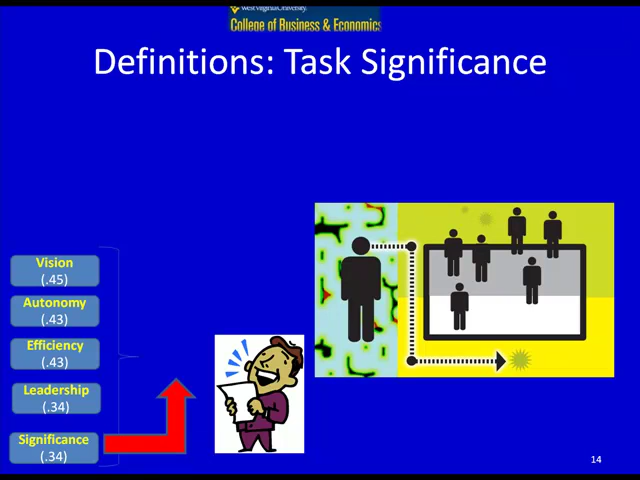 West Virginia University
College of Business & Economics
Definitions: Task Significance
Vision
(.45)
Autonomy
(.43)
Efficiency
(.43)
Leadership
(.34)
Significance
(.34)
14